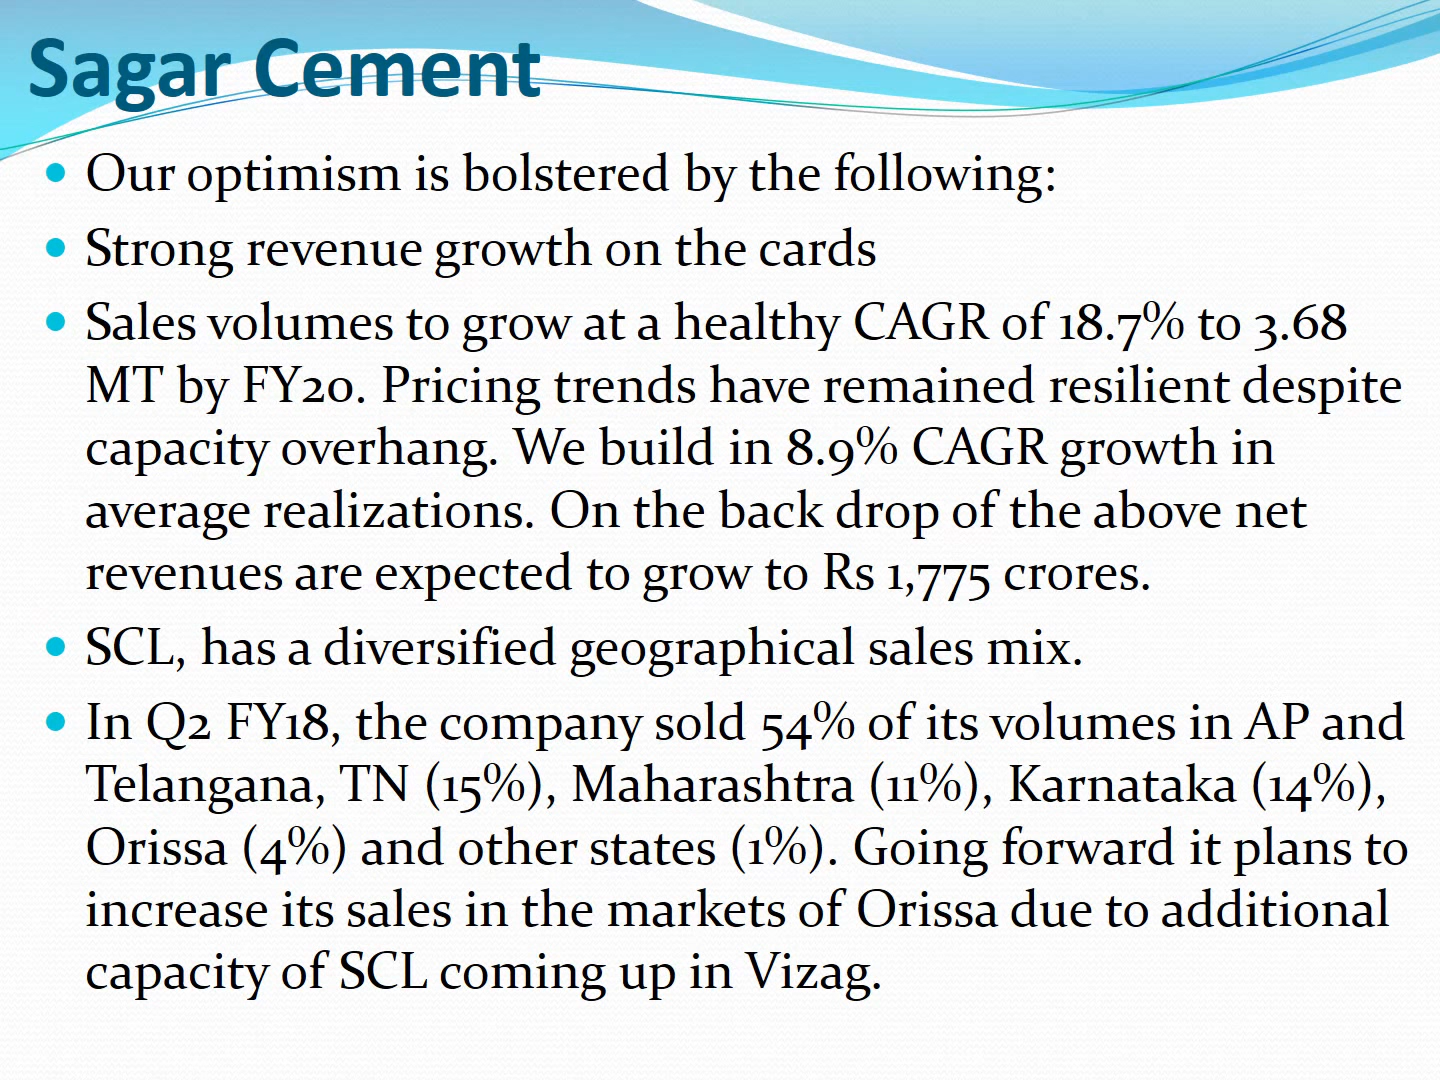 Sagar Cement
Our optimism is bolstered by the following:
Strong revenue growth on the cards
Sales volumes to grow at a healthy CAGR of 18.7% to 3.68
MT by FY20. Pricing trends have remained resilient despite
capacity overhang. We build in 8.9% CAGR growth in
average realizations. On the back drop of the above net
revenues are expected to grow to Rs 1,775 crores.
SCL, has a diversified geographical sales mix.
In Q2 FY18, the company sold 54% of its volumes in AP and
Telangana, TN (15%), Maharashtra (11%), Karnataka (14%),
Orissa (4%) and other states (1%). Going forward it plans to
increase its sales in the markets of Orissa due to additional
capacity of SCL coming up in Vizag.